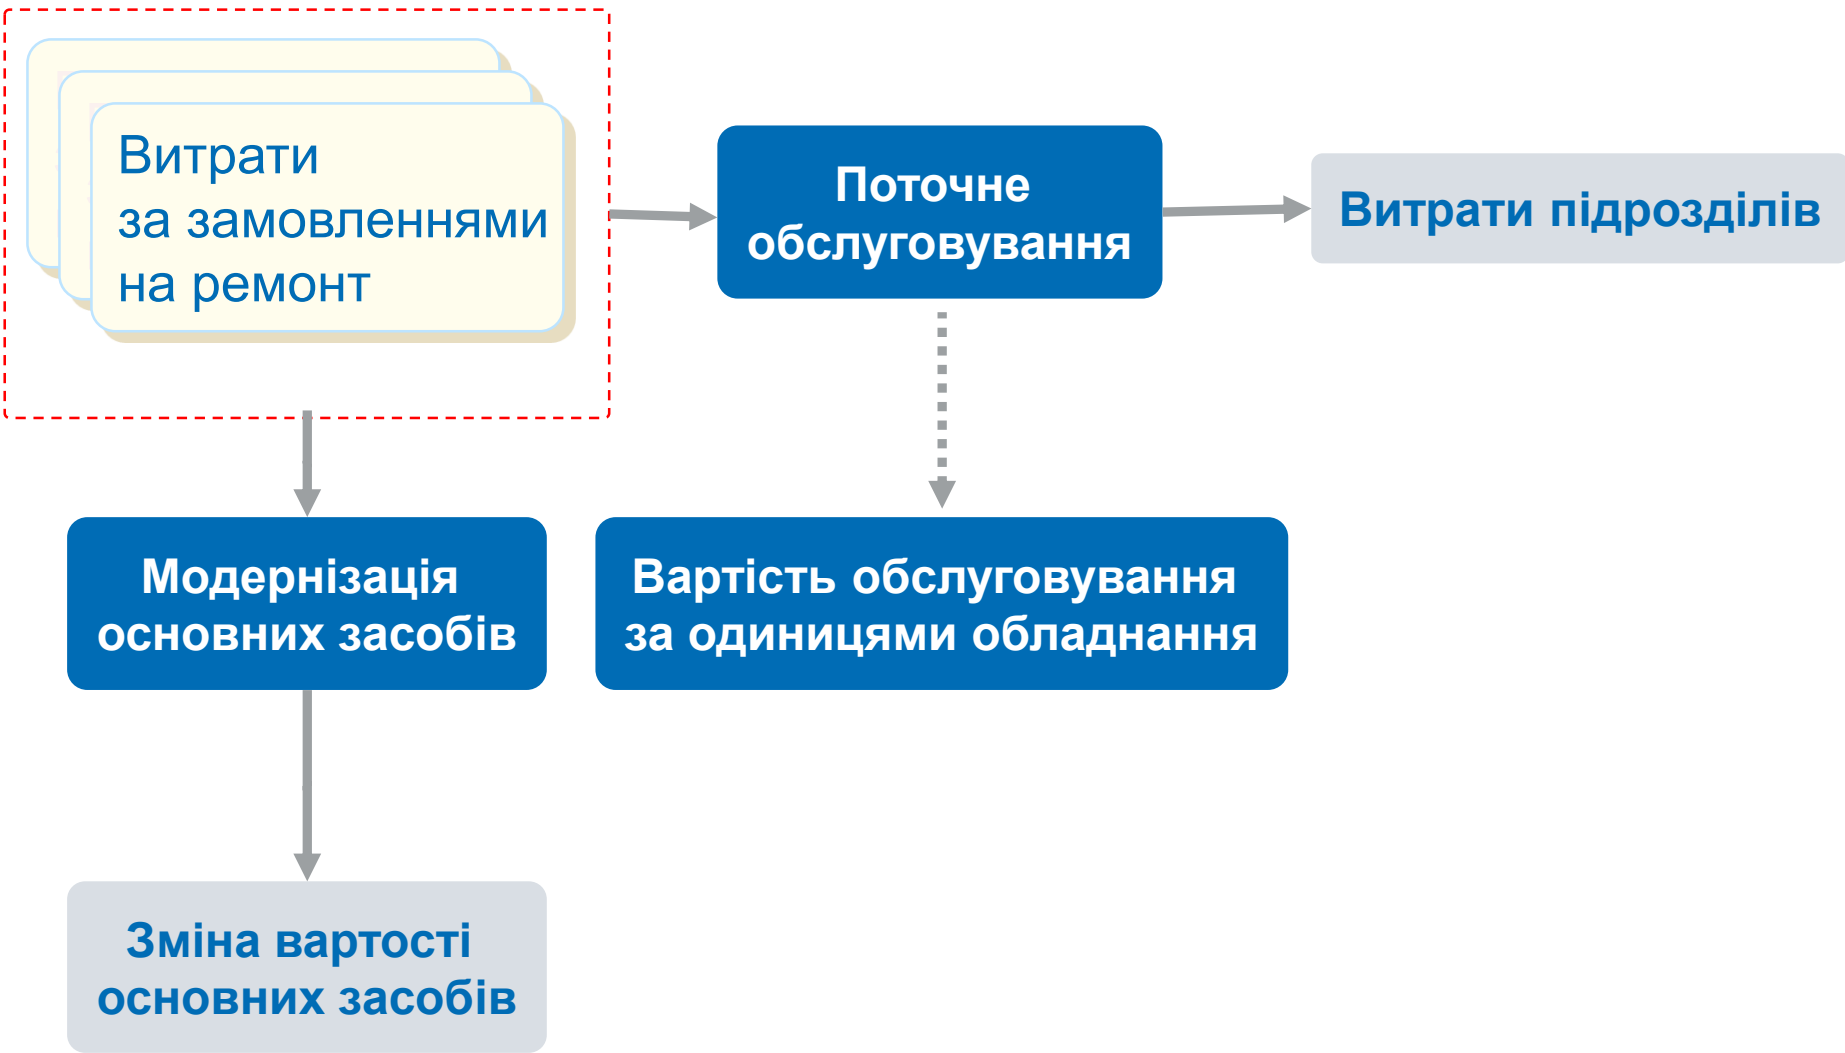 Витрати
за замовленнями
на ремонт
Поточне
обслуговування
Витрати підрозділів
Модернізація
основних засобів
Вартість обслуговування
за одиницями обладнання
Зміна вартості
основних засобів